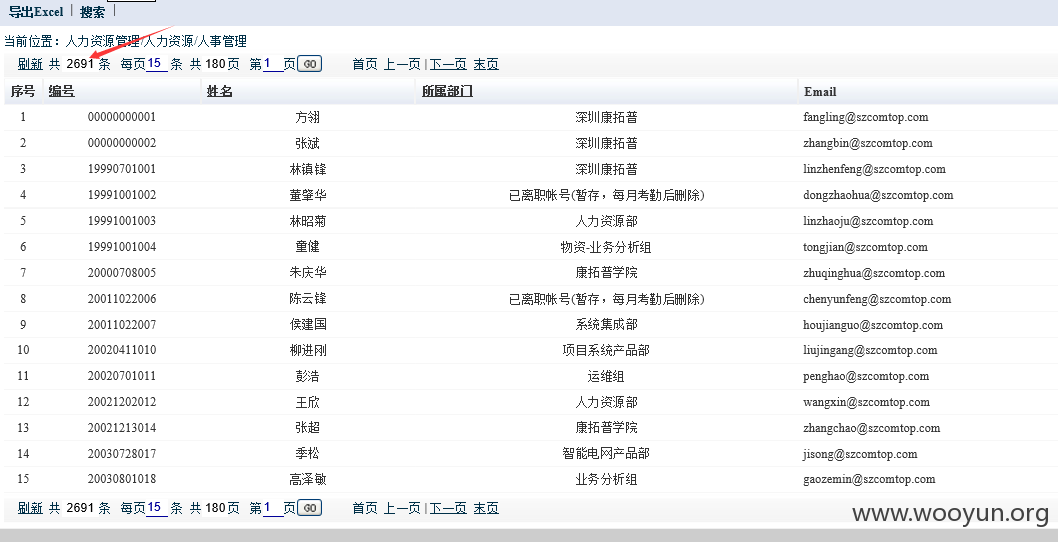 导出Excel | 搜索 |
当前位置：人力资源管理/人力资源/人事管理
刷新 共 2691 条 每页15 条 共180页 第1 页 GO 首页 上一页|下一页 末页
序号 编号 姓名 所属部门 Email
1 00000000001 方翎 深圳康拓普 fangling@szcomtop.com
2 00000000002 张斌 深圳康拓普 zhangbin@szcomtop.com
3 19990701001 林镇锋 深圳康拓普 linzhenfeng@szcomtop.com
4 19991001002 董肇华 已离职帐号(暂存，每月考勤后删除) dongzhaohua@szcomtop.com
5 19991001003 林昭菊 人力资源部 linzhaoju@szcomtop.com
6 19991001004 童健 物资-业务分析组 tongjian@szcomtop.com
7 20000708005 朱庆华 康拓普学院 zhuqinghua@szcomtop.com
8 20011022006 陈云锋 已离职帐号(暂存，每月考勤后删除) chenyunfeng@szcomtop.com
9 20011022007 侯建国 系统集成部 houjianguo@szcomtop.com
10 20020411010 柳进刚 项目系统产品部 liujingang@szcomtop.com
11 20020701011 彭浩 运维组 penghao@szcomtop.com
12 20021202012 王欣 人力资源部 wangxin@szcomtop.com
13 20021213014 张超 康拓普学院 zhangchao@szcomtop.com
14 20030728017 季松 智能电网产品部 jisong@szcomtop.com
15 20030801018 高泽敏 业务分析组 gaozemin@szcomtop.com
刷新 共 2691 条 每页15 条 共180页 第1 页 GO 首页 上一页|下一页 末页
www.wooyun.org